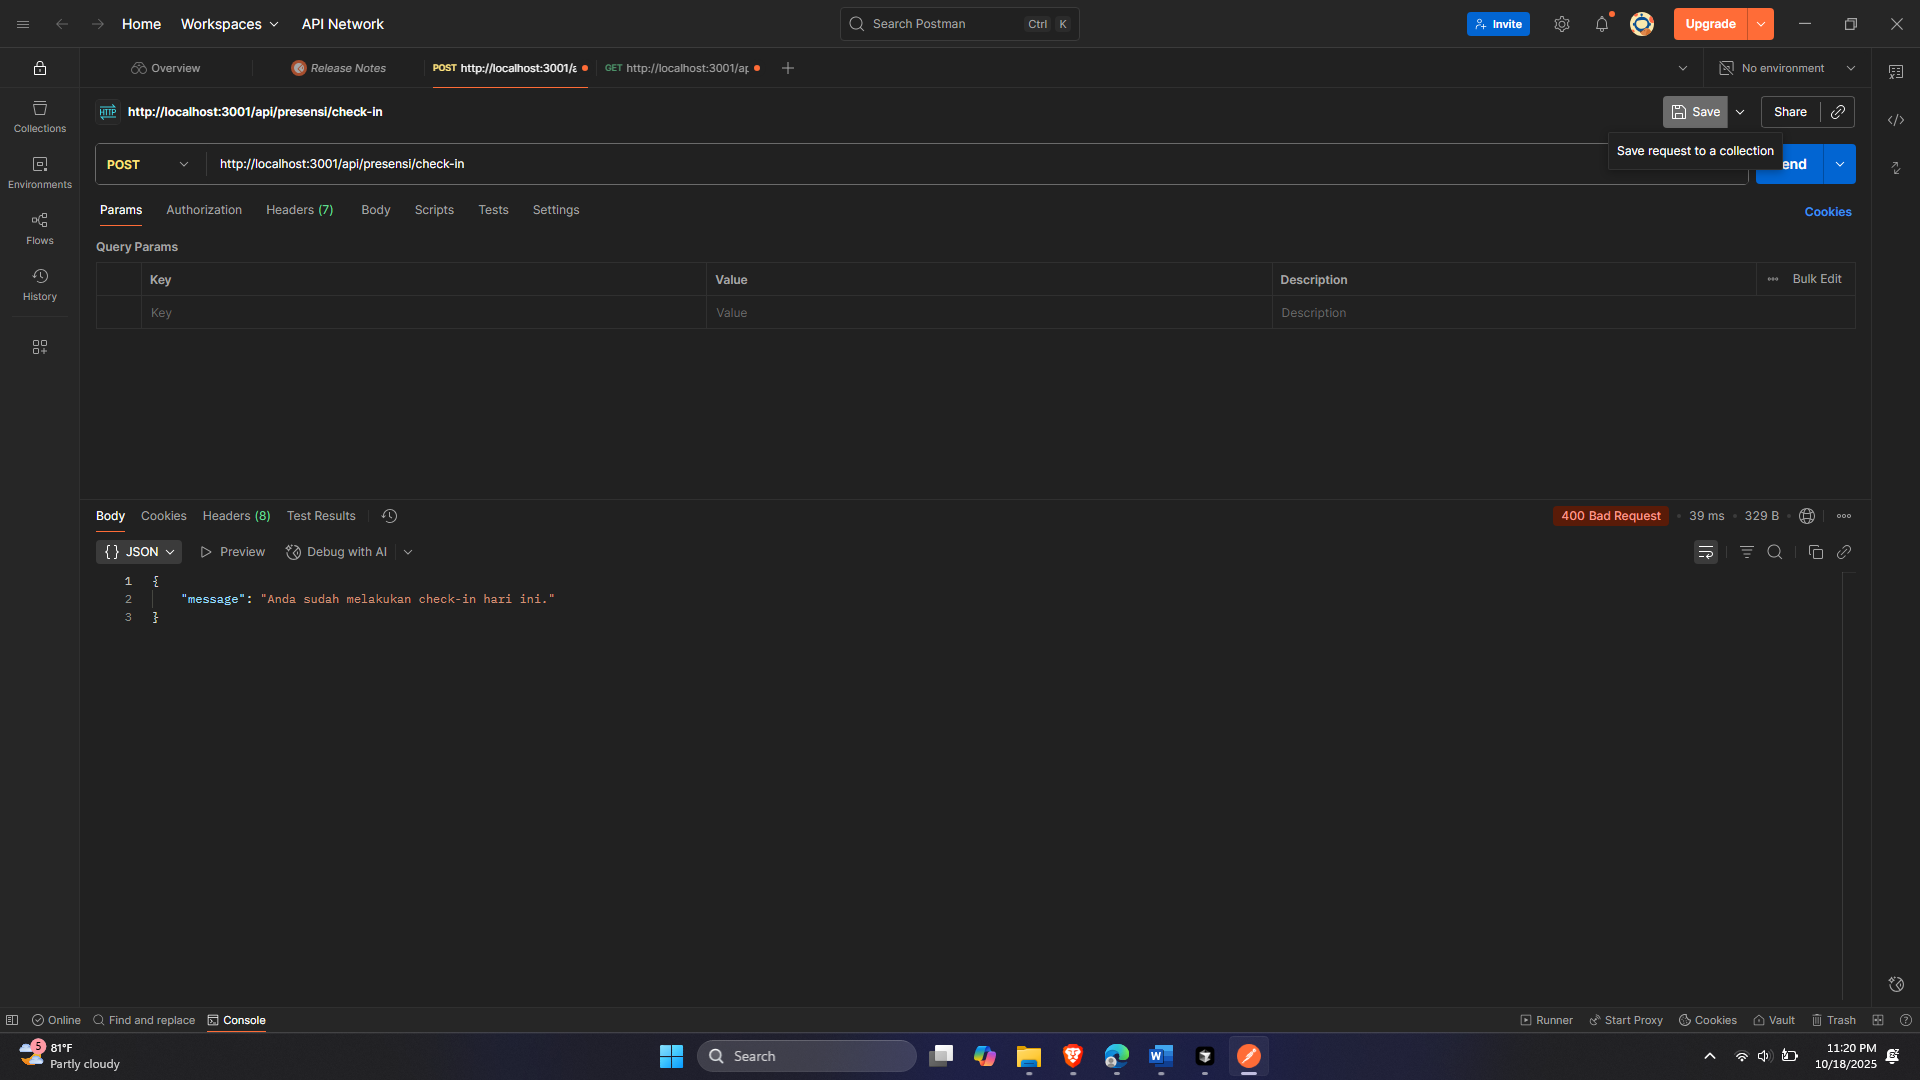 Home Workspaces API Network Search Postman Ctrl K Invite Upgrade
Overview Release Notes POST http://localhost:3001/a GET http://localhost:3001/ap No environment
HTTP http://localhost:3001/api/presensi/check-in Save Share
POST http://localhost:3001/api/presensi/check-in end
Save request to a collection
Params Authorization Headers (7) Body Scripts Tests Settings Cookies
Query Params
Key Value Description Bulk Edit
Key Value Description
Collections
Environments
Flows
History
Body Cookies Headers (8) Test Results 400 Bad Request 39 ms 329 B
{} JSON Preview Debug with AI
1 {
2 "message": "Anda sudah melakukan check-in hari ini."
3 }
Online Find and replace Console Runner Start Proxy Cookies Vault Trash
5 81°F
Partly cloudy
Search
11:20 PM
10/18/2025